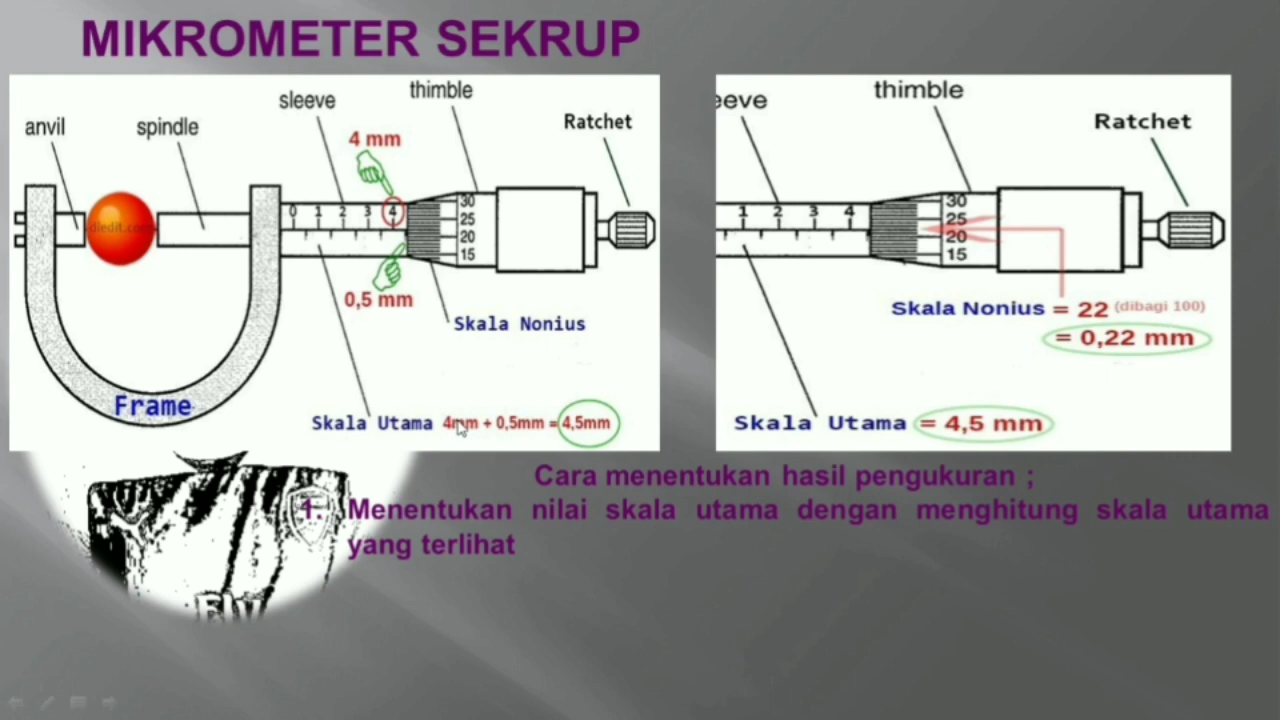 MIKROMETER SEKRUP
anvil
spindle
sleeve
thimble
Ratchet
4 mm
0 1 2 3 4
30
25
20
15
0,5 mm
Skala Nonius
Frame
Skala Utama 4mm + 0,5mm = 4,5mm
eeve
thimble
Ratchet
1 2 3 4
30
25
20
15
Skala Nonius = 22 (dibagi 100)
= 0,22 mm
Skala Utama = 4,5 mm
Cara menentukan hasil pengukuran ;
1. Menentukan nilai skala utama dengan menghitung skala utama
yang terlihat